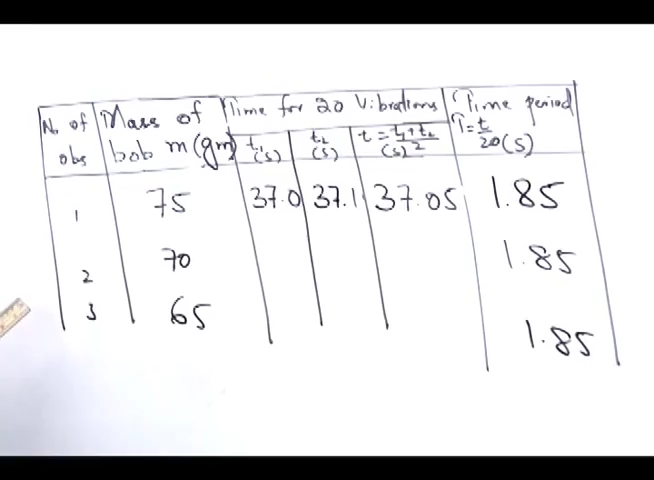 N. of obs | Mass of bob m (gm) | Time for 20 Vibrations | Time period T = t/20 (s)
t₁ (s) | t₂ (s) | t = t₁+t₂/2 (s)
1 | 75 | 37.0 | 37.1 | 37.05 | 1.85
2 | 70 | 1.85
3 | 65 | 1.85